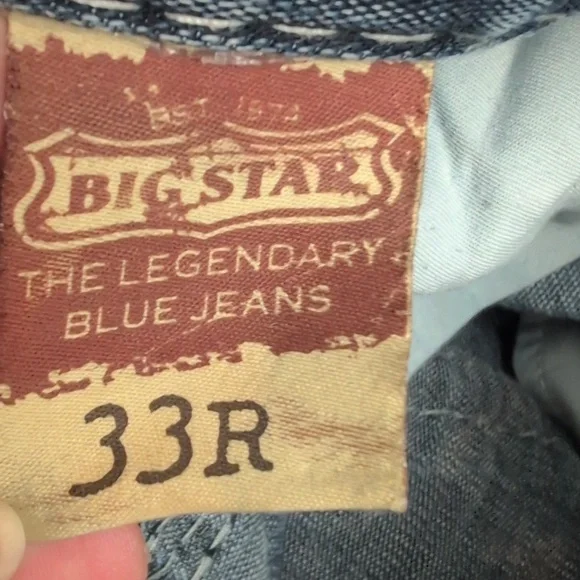 EST. 1974
BIG STAR
THE LEGENDARY
BLUE JEANS
33R